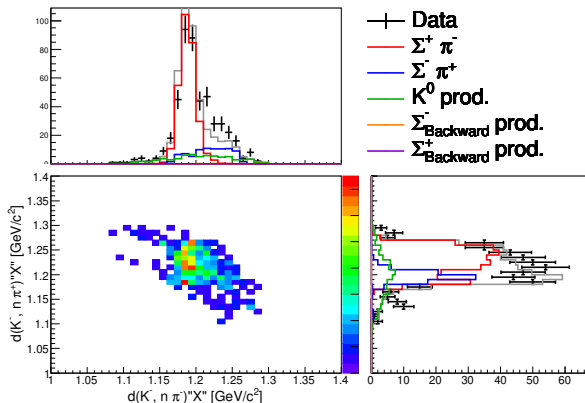 100
80
60
40
20
0
Data
Σ⁺ π⁻
Σ⁻ π⁺
K⁰ prod.
Σ⁻Backward prod.
Σ⁺Backward prod.
1.4
1.35
1.3
1.25
1.2
1.15
1.1
1.05
1
d(K⁻, n π⁺)"X" [GeV/c²]
1 1.05 1.1 1.15 1.2 1.25 1.3 1.35 1.4
d(K⁻, n π⁻)"X" [GeV/c²]
0 10 20 30 40 50 60